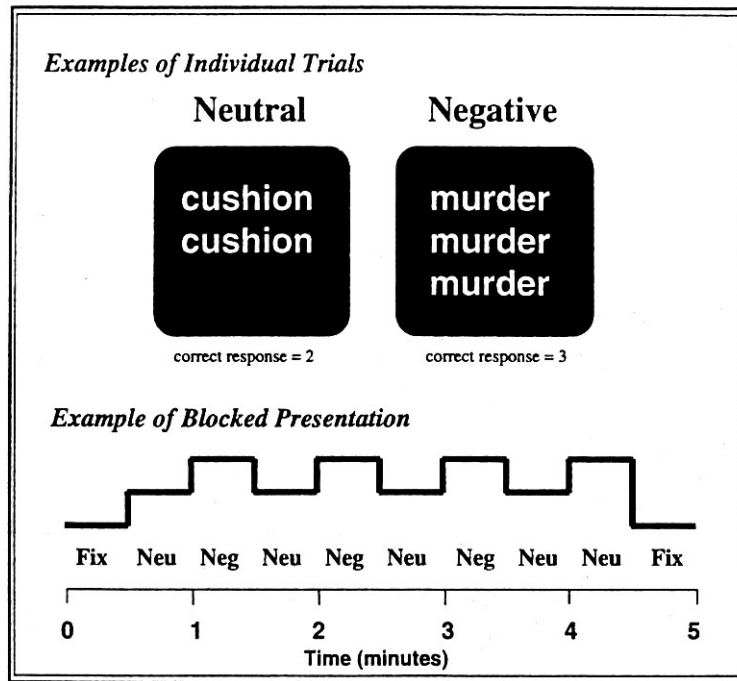 Examples of Individual Trials
Neutral Negative
cushion
cushion
murder
murder
murder
correct response = 2 correct response = 3
Example of Blocked Presentation
Fix Neu Neg Neu Neg Neu Neg Neu Neu Fix
0 1 2 3 4 5
Time (minutes)